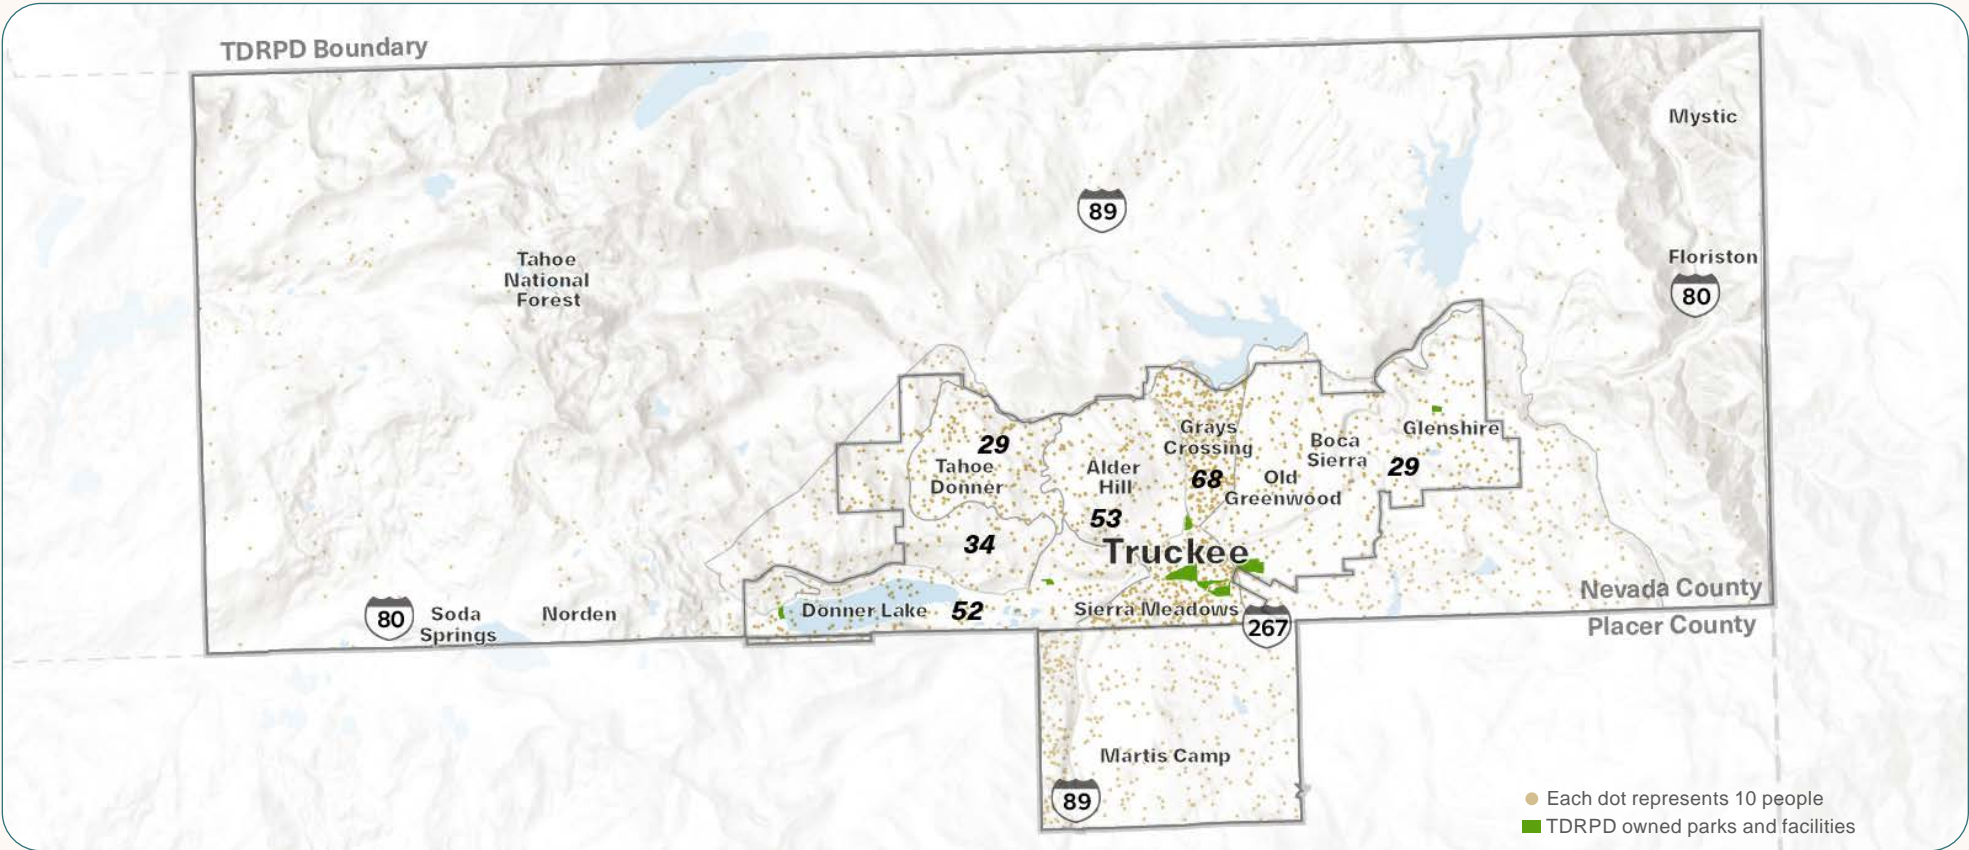 TDRPD Boundary
Mystic
89
Tahoe
National
Forest
Floriston
80
Grays
Crossing
Glenshire
29
Boca
Sierra
Tahoe
Donner
Alder
Hill
68
Old
Greenwood
29
53
34
Truckee
80
Soda
Springs
Norden
Donner Lake
52
Sierra Meadows
267
Nevada County
Placer County
Martis Camp
89
Each dot represents 10 people
TDRPD owned parks and facilities